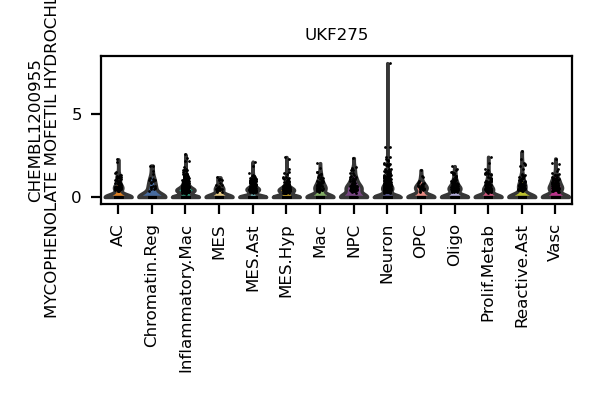 UKF275
CHEMBL1200955
MYCOPHENOLATE MOFETIL HYDROCHL
5
0
AC
Chromatin.Reg
Inflammatory.Mac
MES
MES.Ast
MES.Hyp
Mac
NPC
Neuron
OPC
Oligo
Prolif.Metab
Reactive.Ast
Vasc